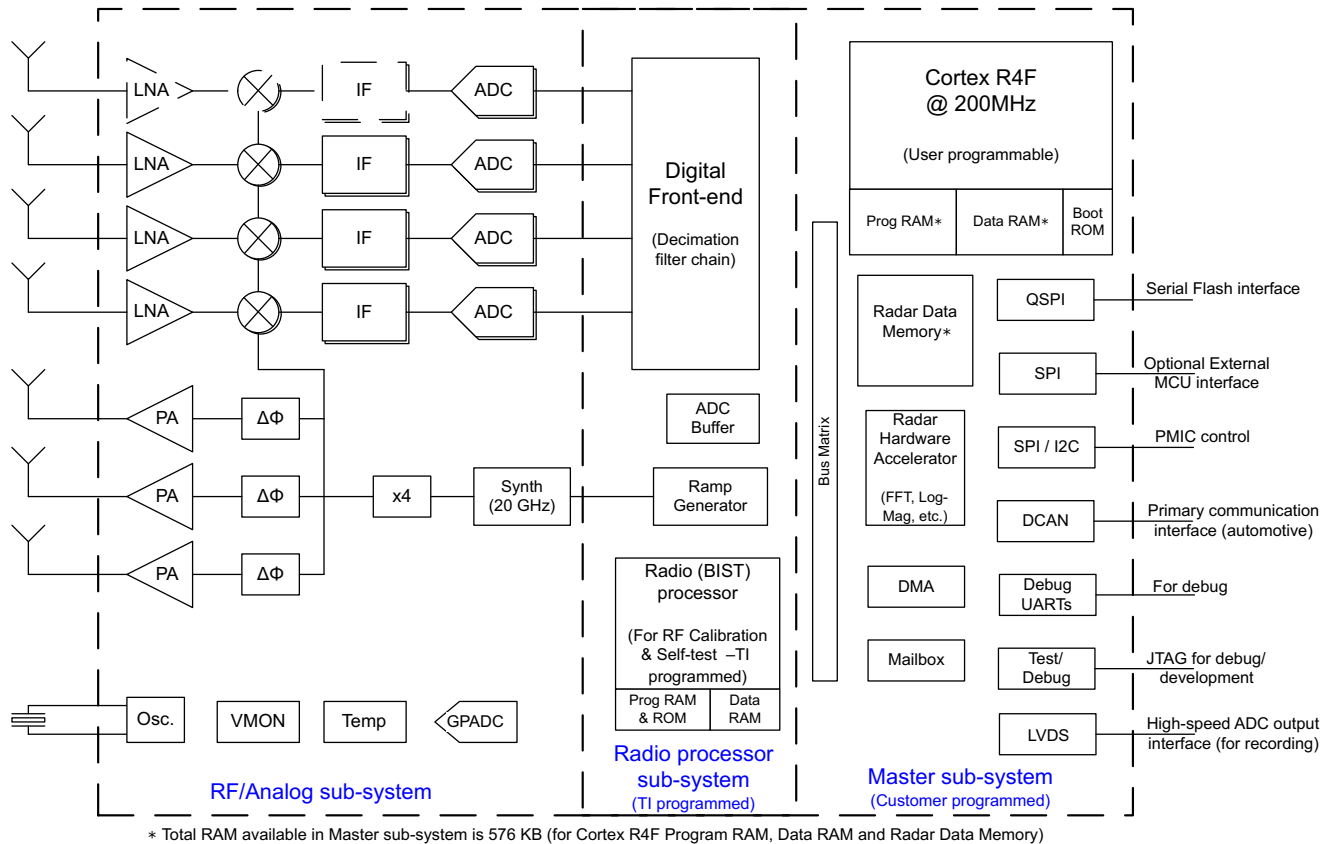 LNA
IF
ADC
LNA
IF
ADC
LNA
IF
ADC
LNA
IF
ADC
PA
ΔΦ
PA
ΔΦ
PA
ΔΦ
x4
Synth
(20 GHz)
Osc.
VMON
Temp
GPADC
RF/Analog sub-system
Digital
Front-end
(Decimation
filter chain)
ADC
Buffer
Ramp
Generator
Radio (BIST)
processor
(For RF Calibration
& Self-test –TI
programmed)
Prog RAM
& ROM
Data
RAM
Radio processor
sub-system
(TI programmed)
Bus Matrix
Cortex R4F
@ 200MHz
(User programmable)
Prog RAM*
Data RAM*
Boot
ROM
Radar Data
Memory*
Radar
Hardware
Accelerator
(FFT, Log-
Mag, etc.)
DMA
Mailbox
QSPI
Serial Flash interface
SPI
Optional External
MCU interface
SPI / I2C
PMIC control
DCAN
Primary communication
interface (automotive)
Debug
UARTs
For debug
Test/
Debug
JTAG for debug/
development
LVDS
High-speed ADC output
interface (for recording)
Master sub-system
(Customer programmed)
* Total RAM available in Master sub-system is 576 KB (for Cortex R4F Program RAM, Data RAM and Radar Data Memory)